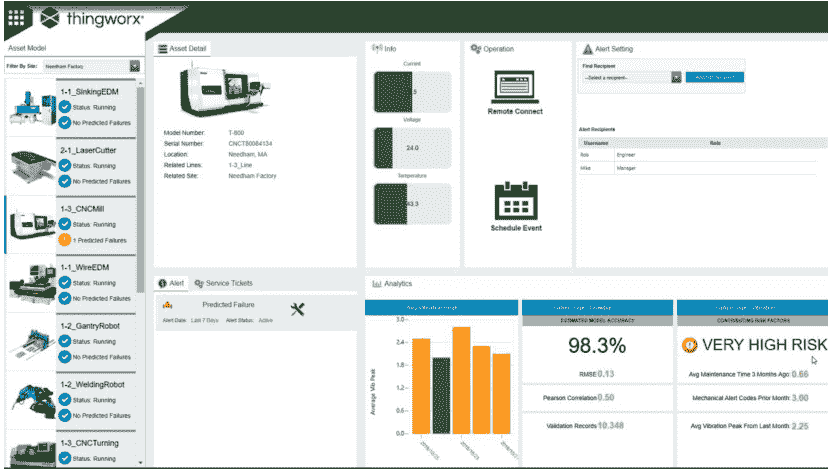 thingworx®
Asset Model
Filter By Site: Needham Factory
1-1_SinkingEDM
Status: Running
No Predicted Failures
2-1_LaserCutter
Status: Running
No Predicted Failures
1-3_CNCMill
Status: Running
1 Predicted Failures
1-1_WireEDM
Status: Running
No Predicted Failures
1-2_GantryRobot
Status: Running
No Predicted Failures
1-2_WeldingRobot
Status: Running
No Predicted Failures
1-3_CNCTurning
Status: Running
Asset Detail
Model Number: T-800
Serial Number: CNCT80084134
Location: Needham, MA
Related Lines: 1-3_Line
Related Site: Needham Factory
Info
Current
Voltage
24.0
Temperature
43.3
Operation
Remote Connect
Schedule Event
Alert Setting
Find Recipient
--Select a recipient--
Alert Recipients
Username Role
Rob Engineer
Mike Manager
Alert Service Tickets
Predicted Failure
Alert Date: Last 7 Days Alert Status: Active
Analytics
Average Vib Peak
3.0
2.4
1.8
1.2
0.6
0.0
ESTIMATED MODEL ACCURACY
98.3%
RMSE 0.13
Pearson Correlation 0.50
Validation Records 10,348
CONTRIBUTING RISK FACTORS
VERY HIGH RISK
Avg Maintenance Time 3 Months Ago: 0.66
Mechanical Alert Codes Prior Month: 3.00
Avg Vibration Peak From Last Month: 2.25